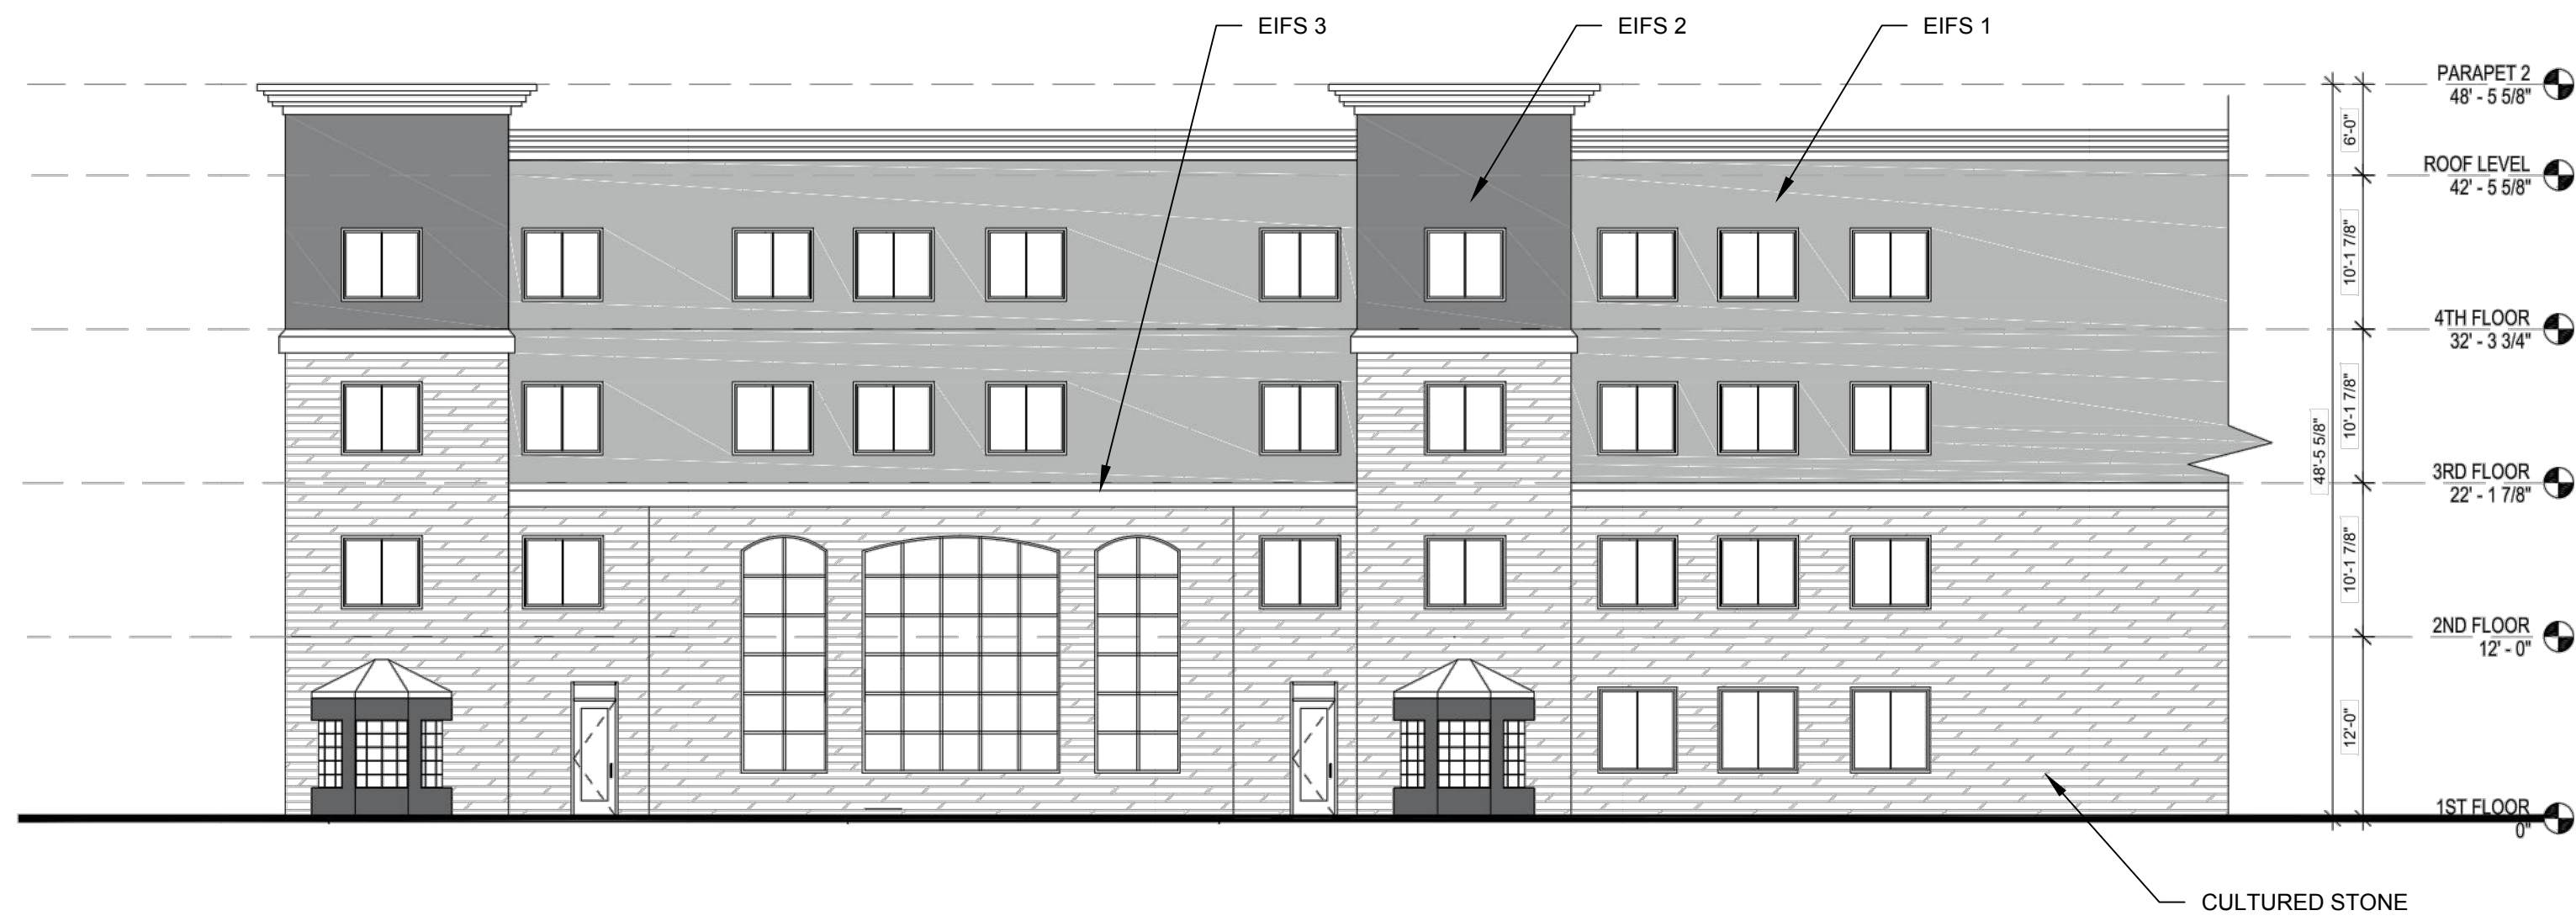 EIFS 3
EIFS 2
EIFS 1
PARAPET 2
48' - 5 5/8"
6'-0"
ROOF LEVEL
42' - 5 5/8"
10'-1 7/8"
4TH FLOOR
32' - 3 3/4"
10'-1 7/8"
48'-5 5/8"
3RD FLOOR
22' - 1 7/8"
10'-1 7/8"
2ND FLOOR
12' - 0"
12'-0"
1ST FLOOR
0"
CULTURED STONE